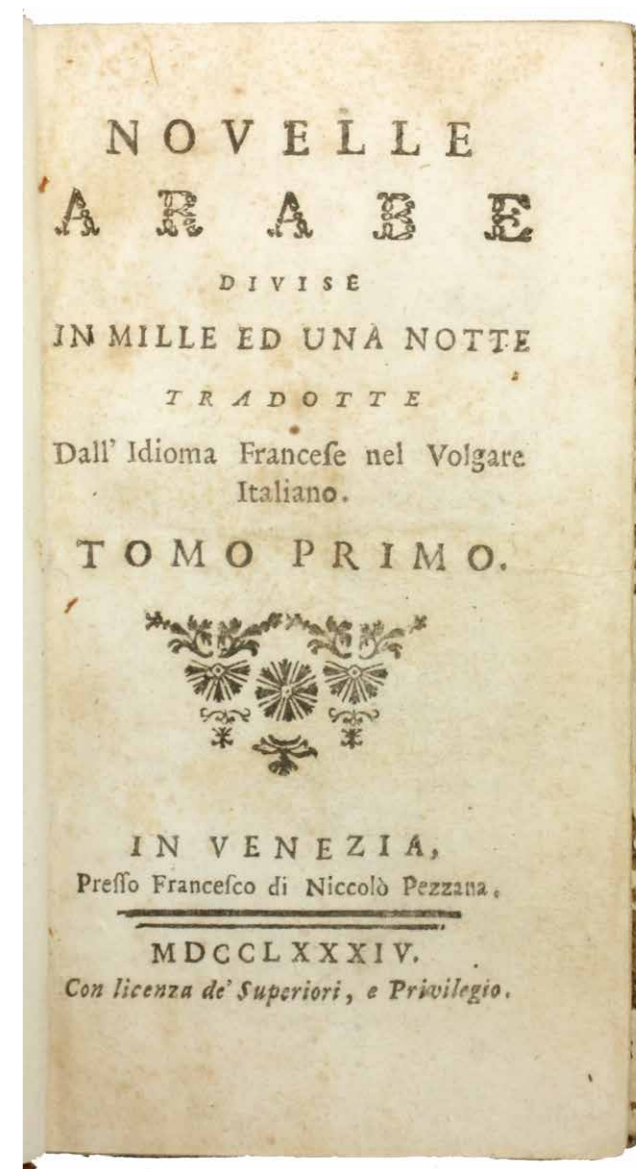 NOVELLE
ARABE
DIVISE
IN MILLE ED UNA NOTTE
TRADOTTE
Dall' Idioma Franceſe nel Volgare
Italiano.
TOMO PRIMO.
IN VENEZIA,
Preſſo Franceſco di Niccolò Pezzana.
MDCCLXXXIV.
Con licenza de' Superiori, e Privilegio.